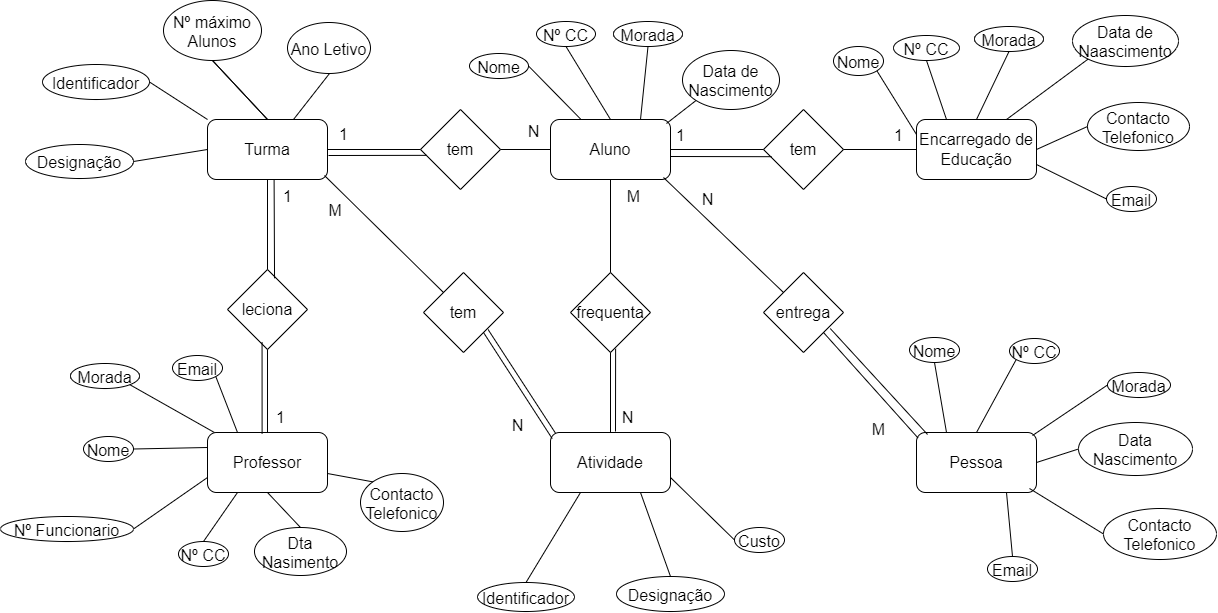 Nº máximo
Alunos
Ano Letivo
Identificador
Designação
Turma
1
tem
N
Nome
Nº CC
Morada
Data de
Nascimento
Aluno
1
tem
1
Nome
Nº CC
Morada
Data de
Naascimento
Contacto
Telefonico
Encarregado de
Educação
Email
1
M
M
N
leciona
tem
frequenta
entrega
Morada
Email
1
Nome
Professor
Nº Funcionario
Nº CC
Dta
Nasimento
Contacto
Telefonico
N
N
Atividade
Identificador
Designação
Custo
M
Nome
Nº CC
Morada
Pessoa
Data
Nascimento
Contacto
Telefonico
Email